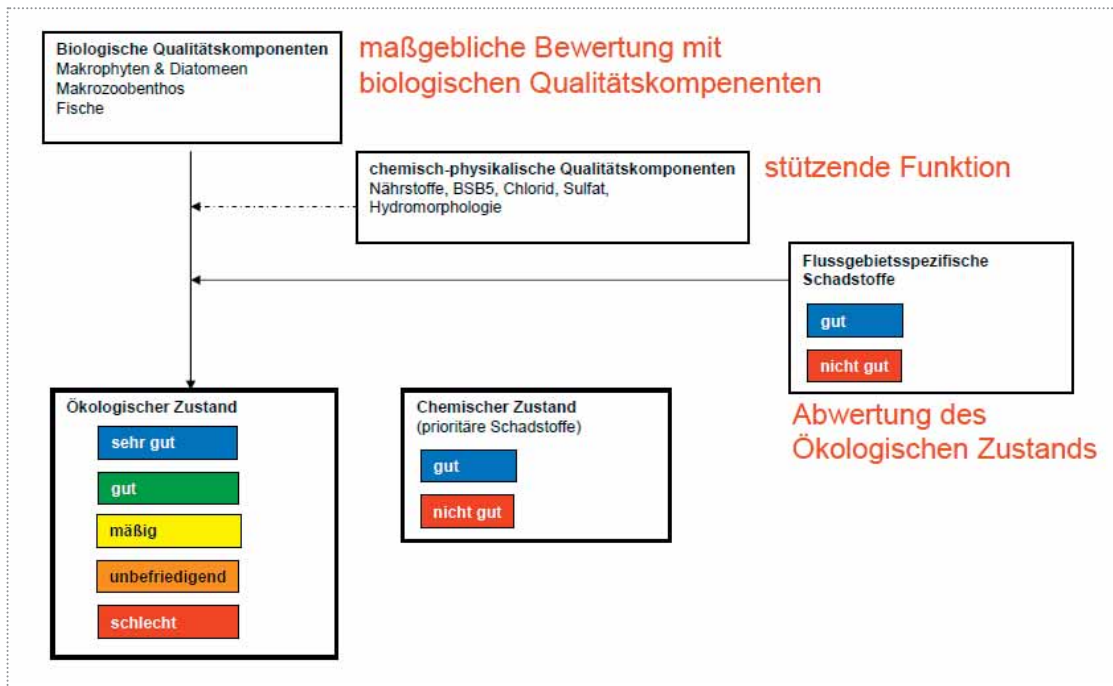 Biologische Qualitätskomponenten
Makrophyten & Diatomeen
Makrozoobenthos
Fische
maßgebliche Bewertung mit
biologischen Qualitätskompenenten
chemisch-physikalische Qualitätskomponenten
Nährstoffe, BSB5, Chlorid, Sulfat,
Hydromorphologie
stützende Funktion
Flussgebietsspezifische
Schadstoffe
gut
nicht gut
Abwertung des
Ökologischen Zustands
Ökologischer Zustand
sehr gut
gut
mäßig
unbefriedigend
schlecht
Chemischer Zustand
(prioritäre Schadstoffe)
gut
nicht gut